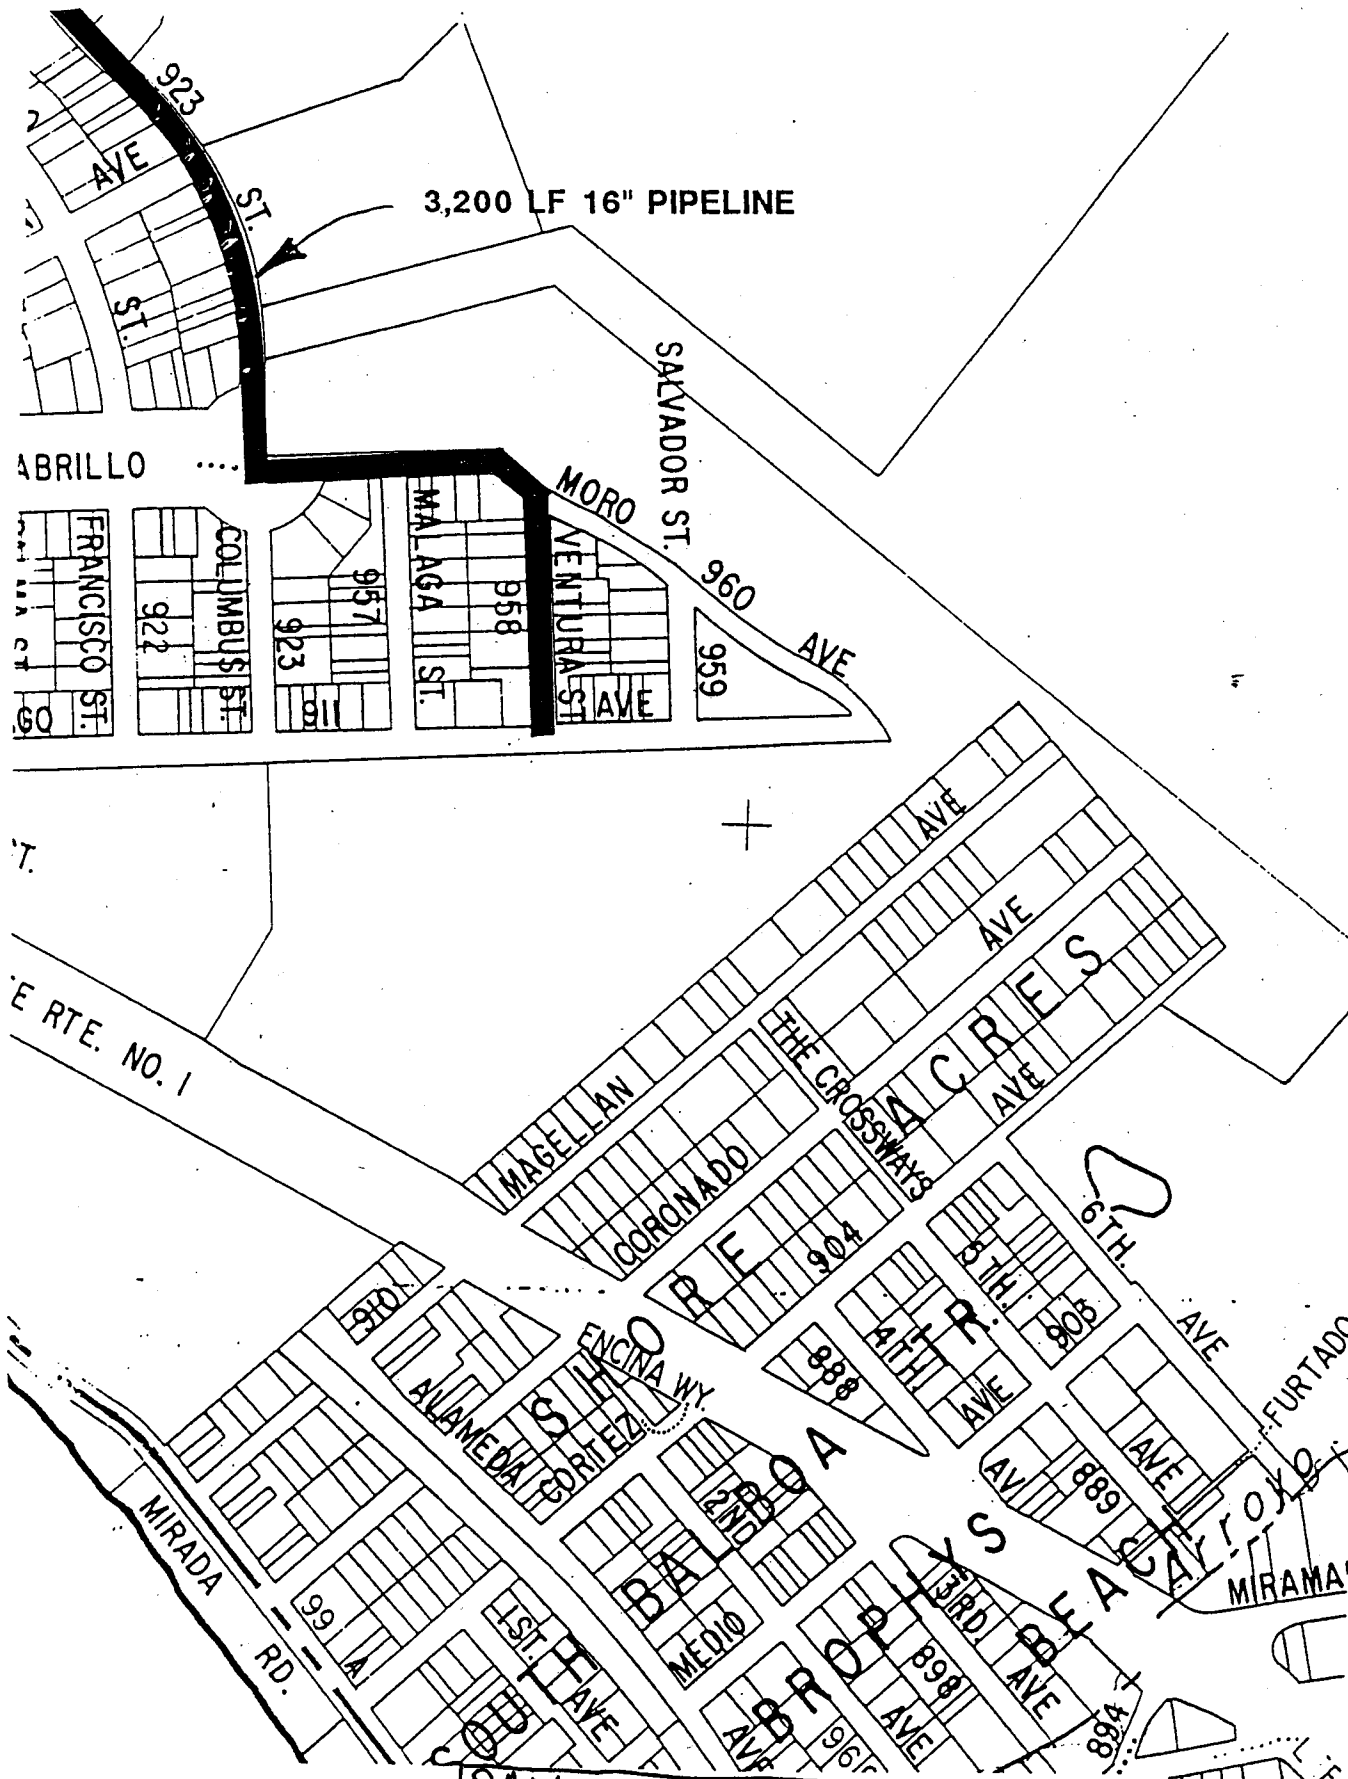 923
AVE
ST.
3,200 LF 16" PIPELINE
ST.
SALVADOR ST.
ABRILLO
MORO
960
AVE
FRANCISCO ST.
922
COLUMBUS ST.
923
957
MALAGA ST.
958
VENTURA ST
959
911
AVE
GO
T.
E RTE. NO. 1
AVE
AVE
ACRES
THE CROSSWAYS
AVE
MAGELLAN
CORONADO
904
6TH.
AVE
5TH.
905
4TH.
AVE
TR.
SHORE
888
910
ENCINA WY.
ALAMEDA
CORTEZ
FURTADO
AVE
889
AV
Arroyo
MIRAMA
MIRADA
RD.
99
A
1ST.
AVE
2ND
BALBOA
MEDIO
BROPHYS
BEACH
3RD.
AVE
898
AVE
AVE
96
894
SOUTH